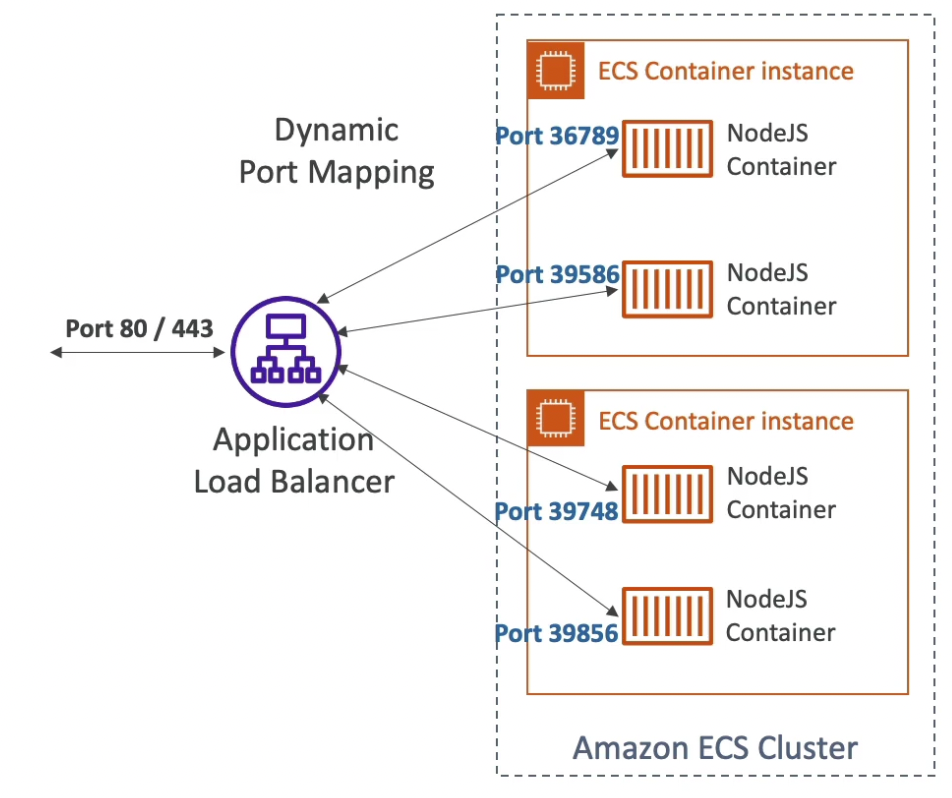 Dynamic
Port Mapping
Port 80 / 443
Application
Load Balancer
ECS Container instance
Port 36789
NodeJS
Container
Port 39586
NodeJS
Container
ECS Container instance
Port 39748
NodeJS
Container
Port 39856
NodeJS
Container
Amazon ECS Cluster